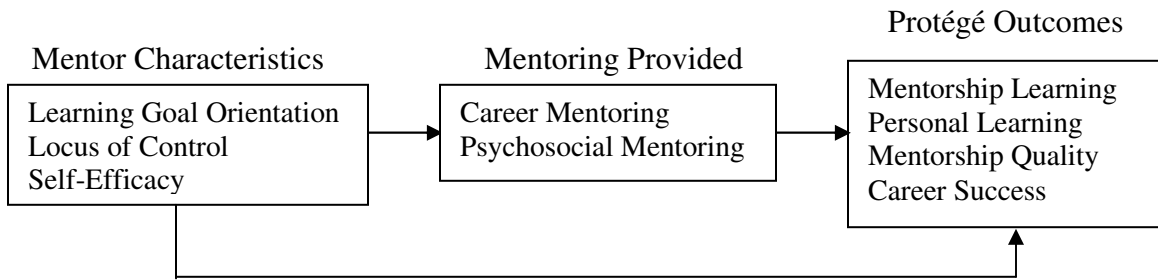 Mentor Characteristics
Learning Goal Orientation
Locus of Control
Self-Efficacy
Mentoring Provided
Career Mentoring
Psychosocial Mentoring
Protégé Outcomes
Mentorship Learning
Personal Learning
Mentorship Quality
Career Success